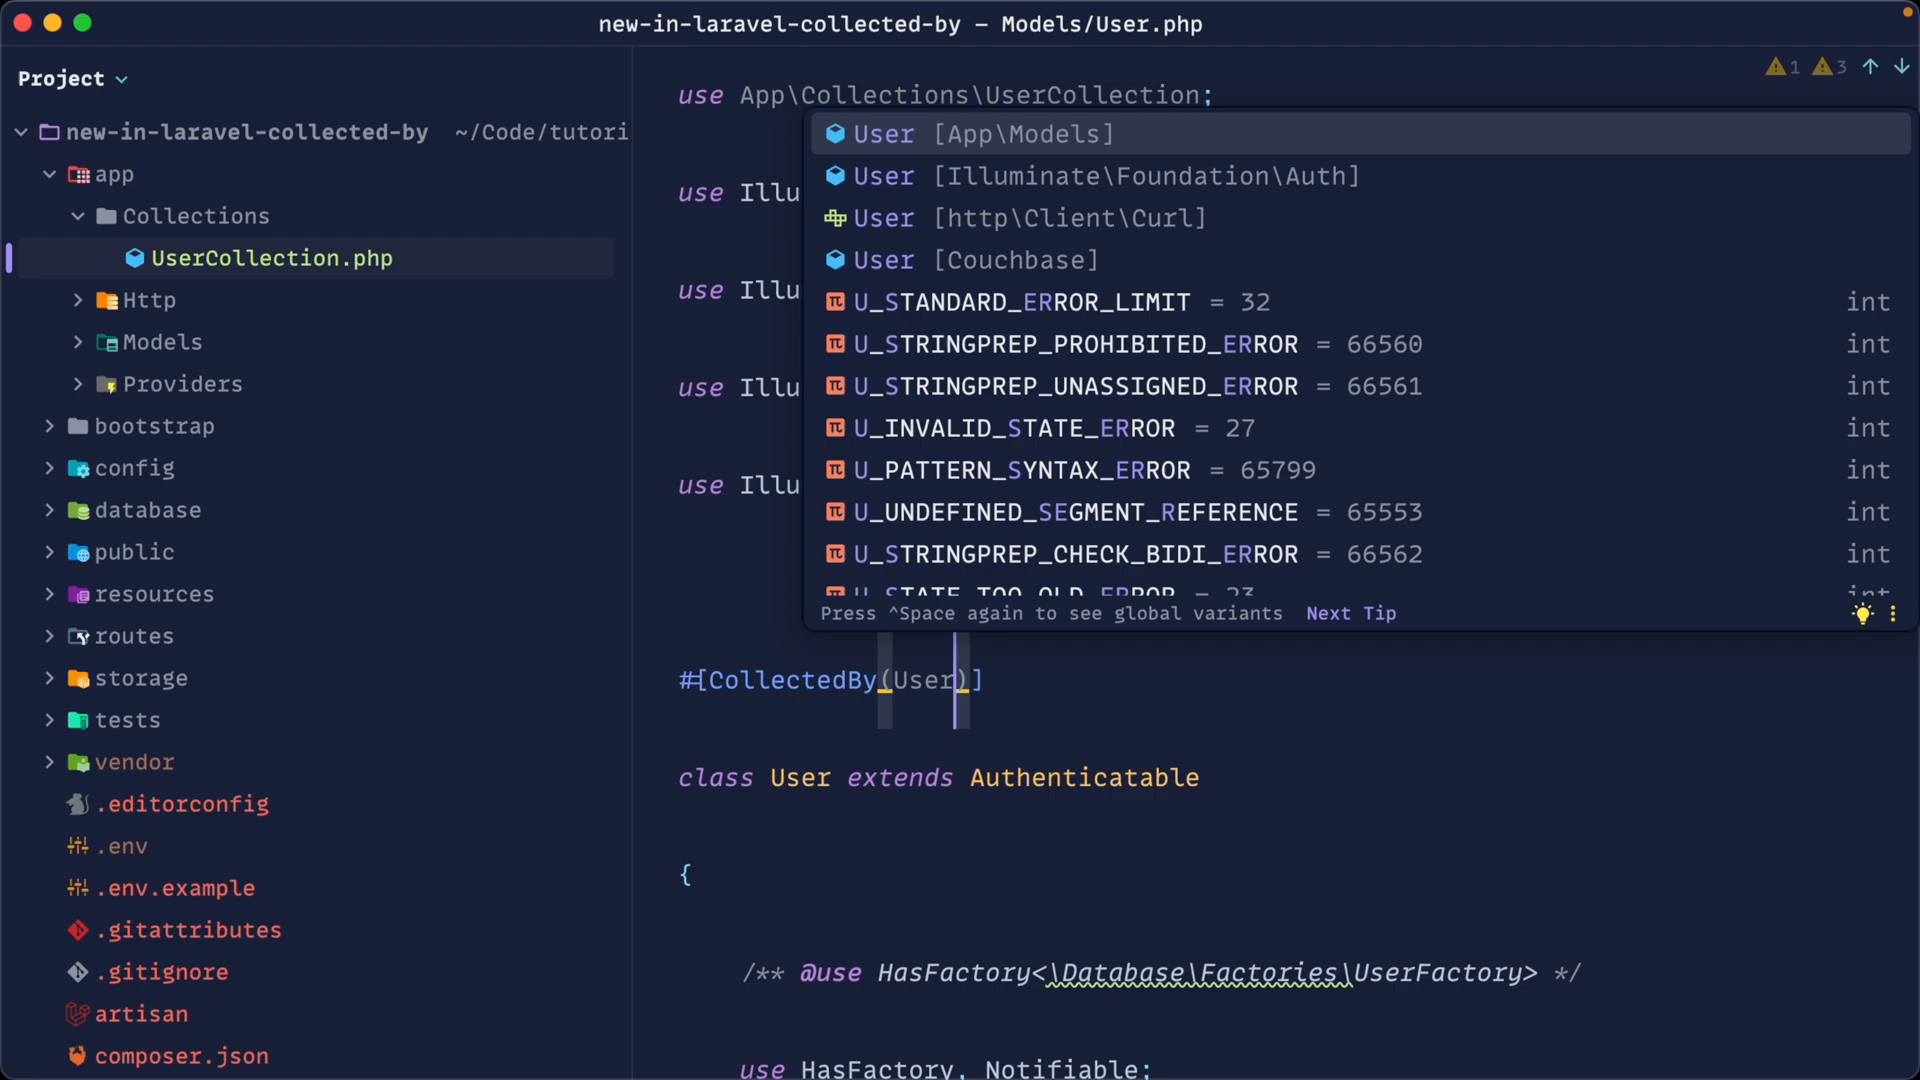 new-in-laravel-collected-by – Models/User.php
Project
new-in-laravel-collected-by ~/Code/tutori
app
Collections
UserCollection.php
Http
Models
Providers
bootstrap
config
database
public
resources
routes
storage
tests
vendor
.editorconfig
.env
.env.example
.gitattributes
.gitignore
artisan
composer.json
1 3
use App\Collections\UserCollection;
use Illu
use Illu
use Illu
use Illu
User [App\Models]
User [Illuminate\Foundation\Auth]
User [http\Client\Curl]
User [Couchbase]
U_STANDARD_ERROR_LIMIT = 32 int
U_STRINGPREP_PROHIBITED_ERROR = 66560 int
U_STRINGPREP_UNASSIGNED_ERROR = 66561 int
U_INVALID_STATE_ERROR = 27 int
U_PATTERN_SYNTAX_ERROR = 65799 int
U_UNDEFINED_SEGMENT_REFERENCE = 65553 int
U_STRINGPREP_CHECK_BIDI_ERROR = 66562 int
U_STATE_TOO_OLD_ERROR = 23 int
Press ^Space again to see global variants Next Tip
#[CollectedBy(User)]
class User extends Authenticatable
{
/** @use HasFactory<\Database\Factories\UserFactory> */
use HasFactory, Notifiable;